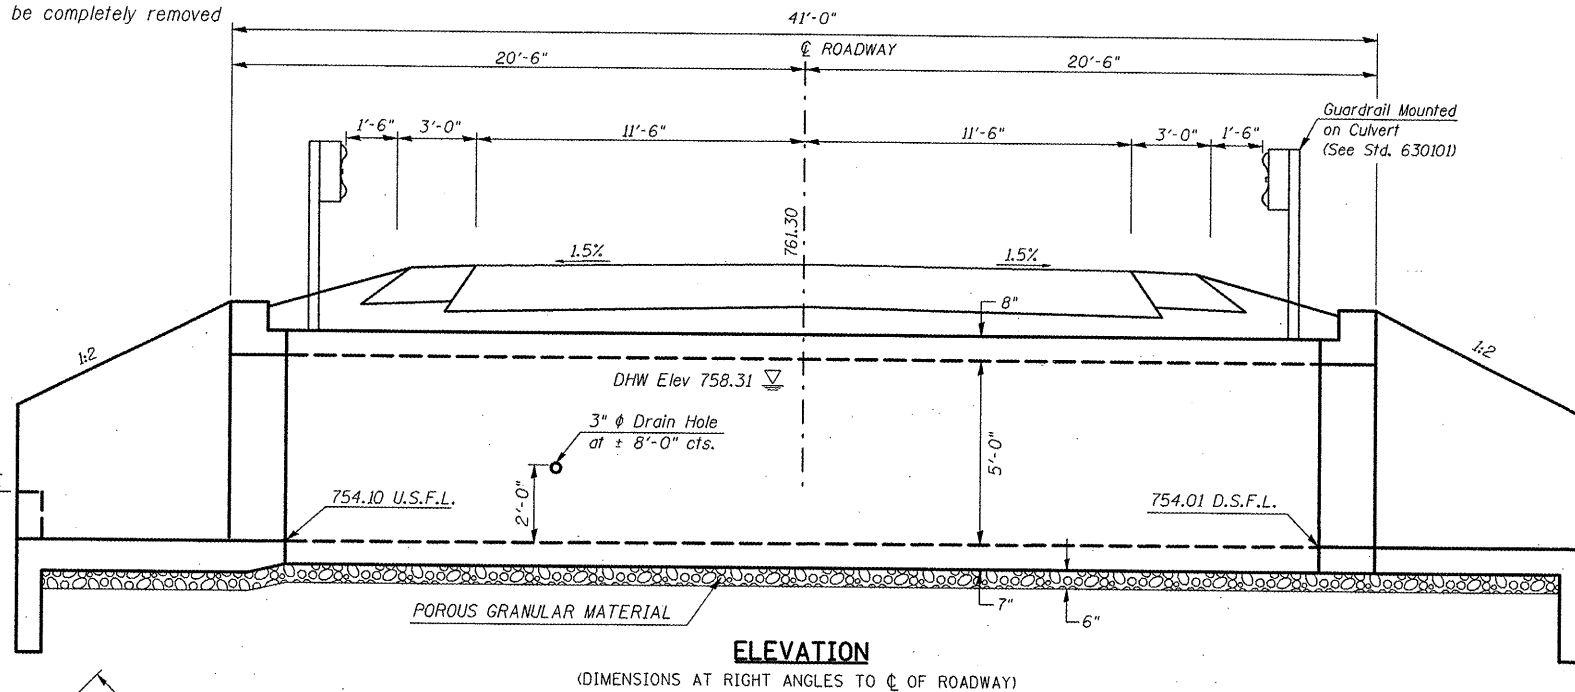 be completely removed
41'-0"
℄ ROADWAY
20'-6"
20'-6"
Guardrail Mounted
on Culvert
(See Std. 630101)
1'-6"
3'-0"
11'-6"
11'-6"
3'-0"
1'-6"
761.30
1.5%
1.5%
8"
1:2
1:2
DHW Elev 758.31
3" ϕ Drain Hole
at ± 8'-0" cts.
5'-0"
2'-0"
754.10 U.S.F.L.
754.01 D.S.F.L.
POROUS GRANULAR MATERIAL
7"
6"
ELEVATION
(DIMENSIONS AT RIGHT ANGLES TO ℄ OF ROADWAY)